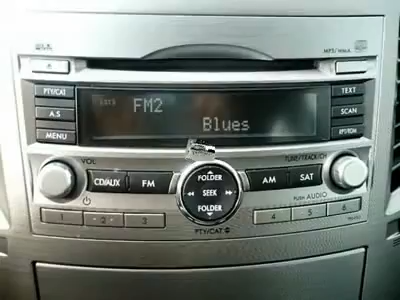 MP3/WMA
PTY/CAT
A.S
MENU
FM2
Blues
TEXT
SCAN
RPT/RDM
VOL
TUNE/TRACK/CH
CD/AUX
FM
FOLDER
SEEK
FOLDER
AM
SAT
PUSH AUDIO
1
2
3
4
5
6
PTY/CAT